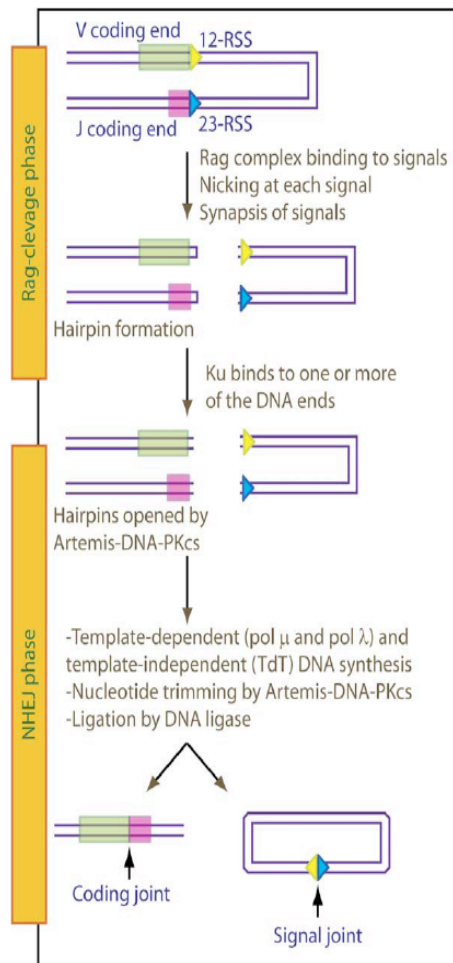 V coding end
12-RSS
J coding end
23-RSS
Rag-clevage phase
Rag complex binding to signals
Nicking at each signal
Synapsis of signals
Hairpin formation
Ku binds to one or more
of the DNA ends
NHEJ phase
Hairpins opened by
Artemis-DNA-PKcs
-Template-dependent (pol μ and pol λ) and
template-independent (TdT) DNA synthesis
-Nucleotide trimming by Artemis-DNA-PKcs
-Ligation by DNA ligase
Coding joint
Signal joint